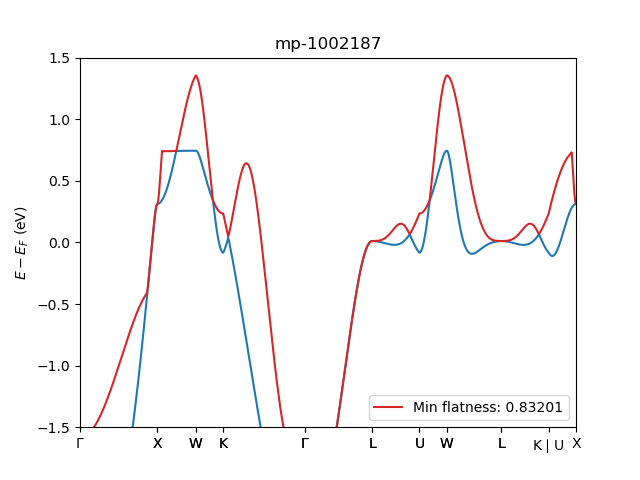 mp-1002187
E − E_F (eV)
1.5
1.0
0.5
0.0
−0.5
−1.0
−1.5
Min flatness: 0.83201
Γ X W K Γ L U W L K | U X